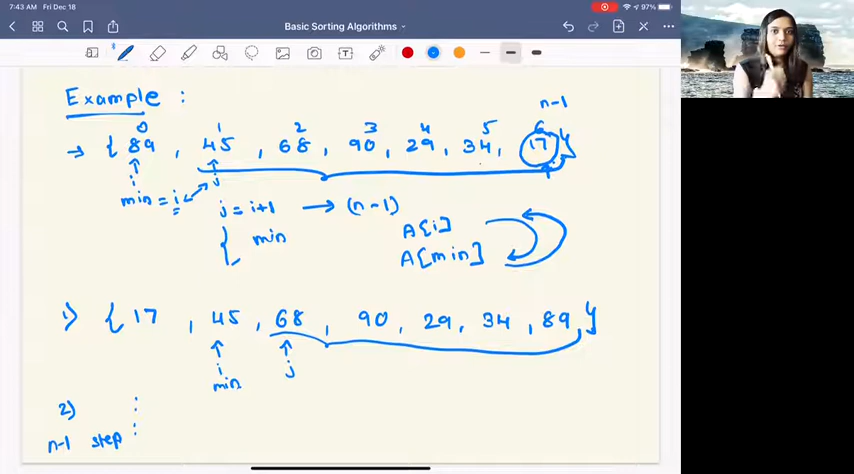 7:43 AM Fri Dec 18
97%
Basic Sorting Algorithms
Example :
n-1
0 1 2 3 4 5 6
→ { 89 , 45 , 68 , 90 , 29 , 34 , 17 }
i j
min = i
j = i+1 → (n-1)
{ min
A[i]
A[min]
1) { 17 , 45 , 68 , 90 , 29 , 34 , 89 }
i j
min
2)
n-1 step